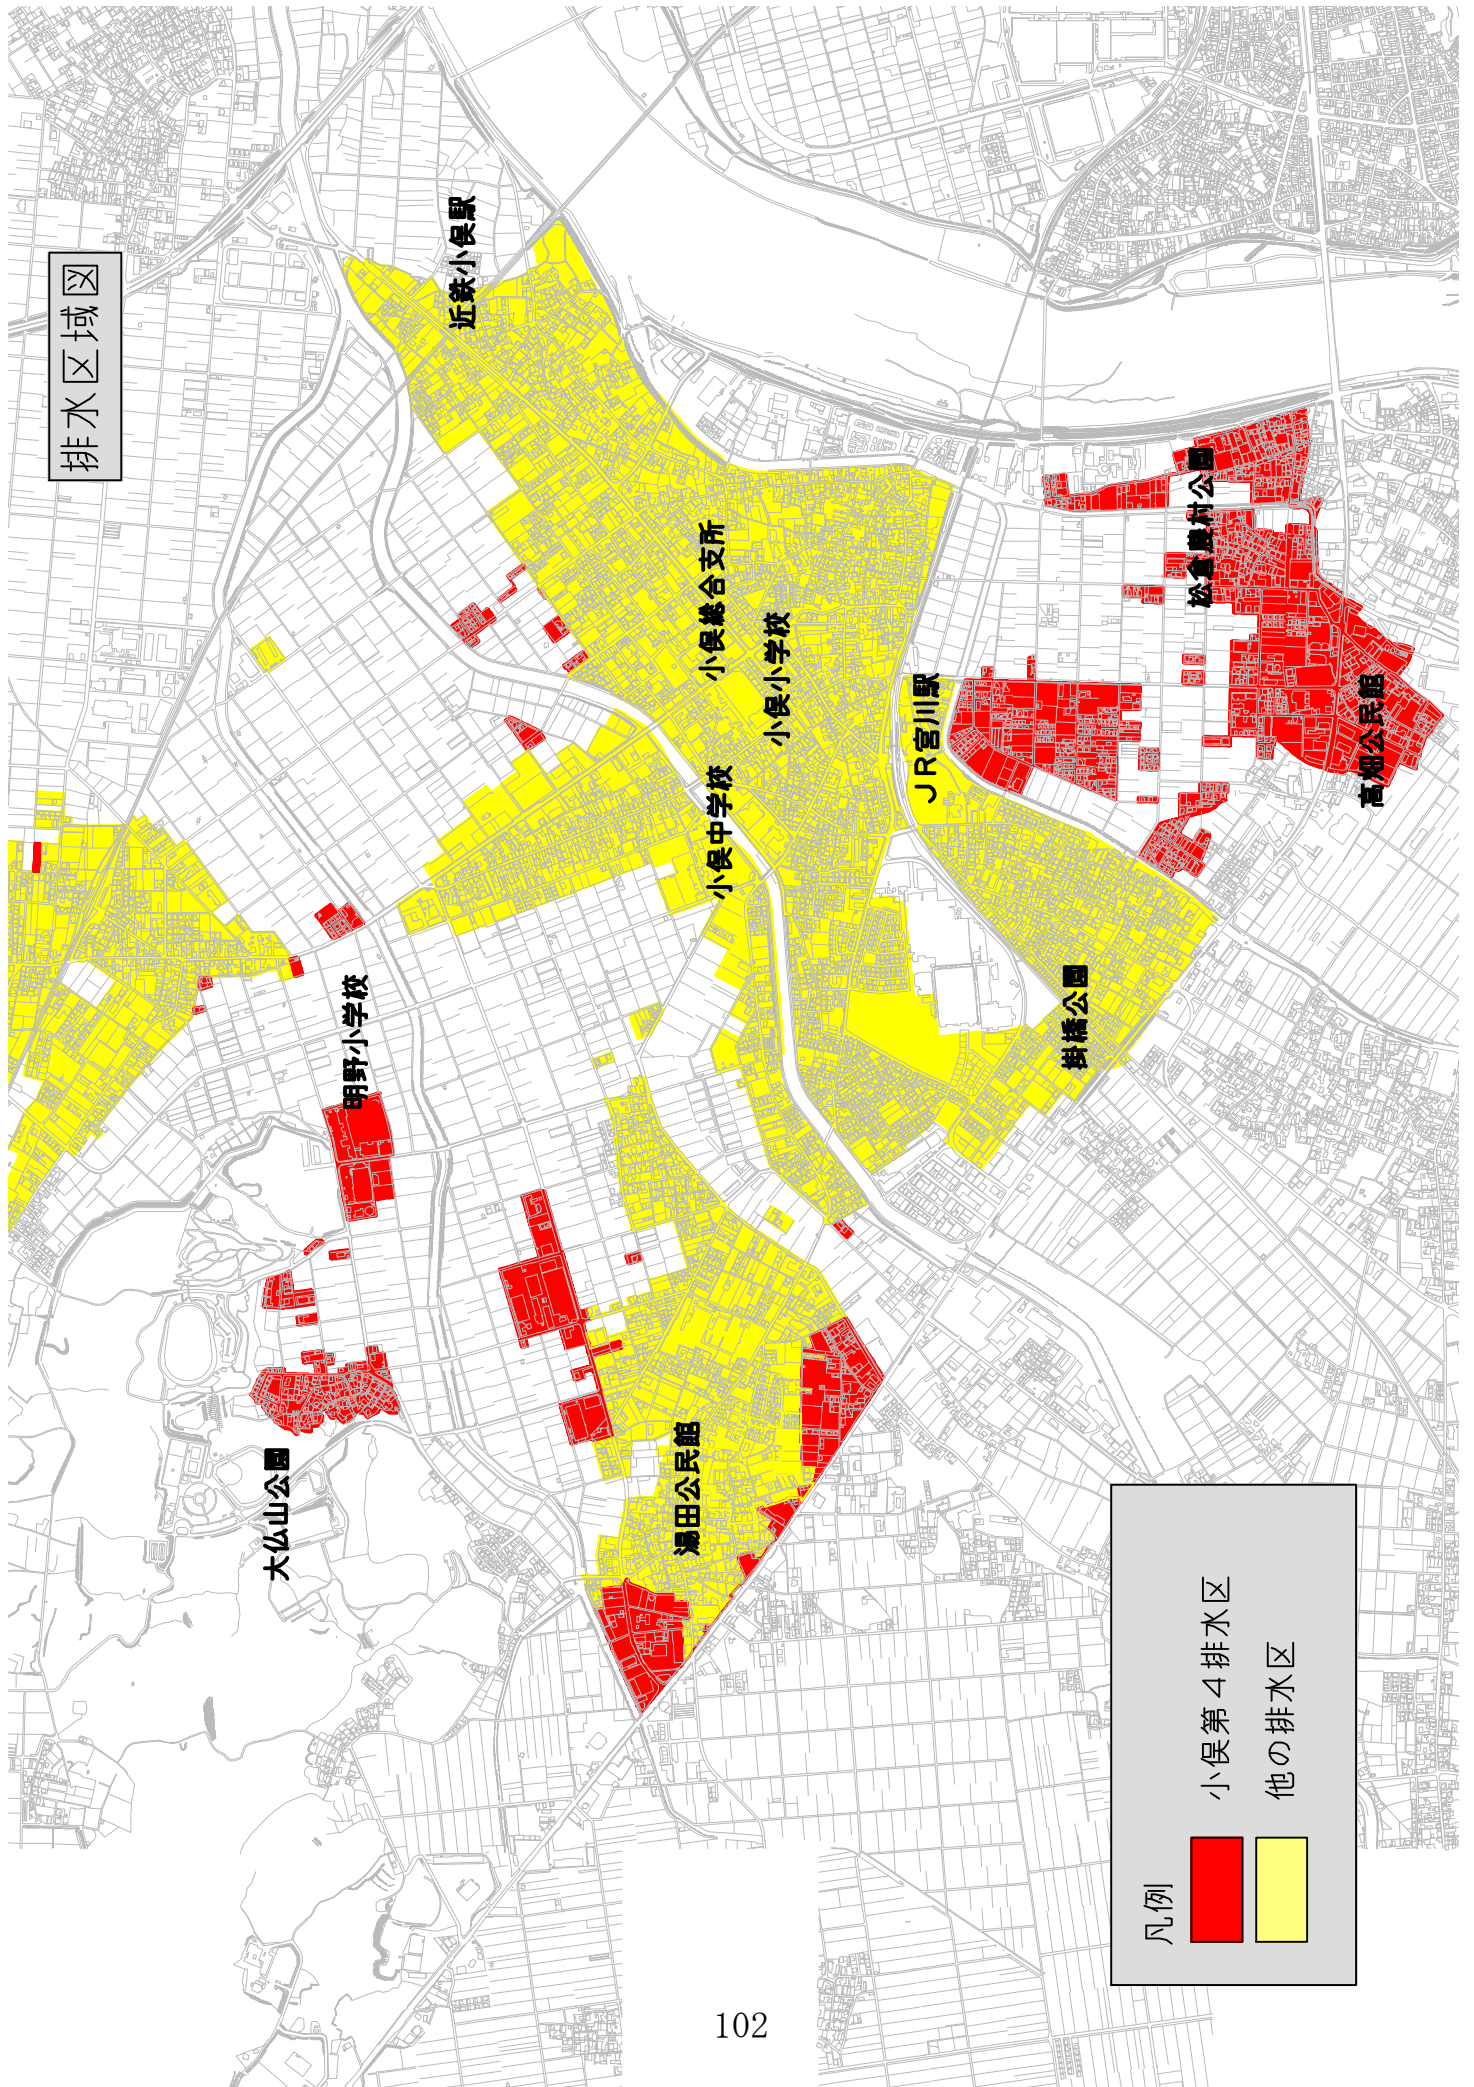 排水区域図
近鉄小俣駅
小俣総合支所
小俣小学校
小俣中学校
JR宮川駅
松倉農村公園
高畑公民館
掛橋公園
明野小学校
大仏山公園
湯田公民館
凡例
小俣第４排水区
他の排水区
102